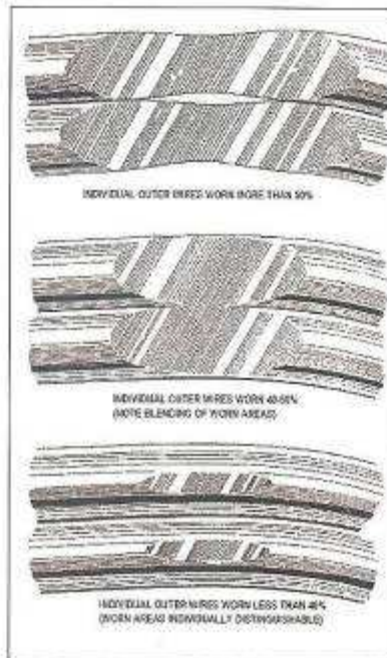 INDIVIDUAL OUTER WIRES WORN MORE THAN 50%
INDIVIDUAL OUTER WIRES WORN 40-50%
(NOTE BLENDING OF WORN AREAS)
INDIVIDUAL OUTER WIRES WORN LESS THAN 40%
(WORN AREAS INDIVIDUALLY DISTINGUISHABLE)